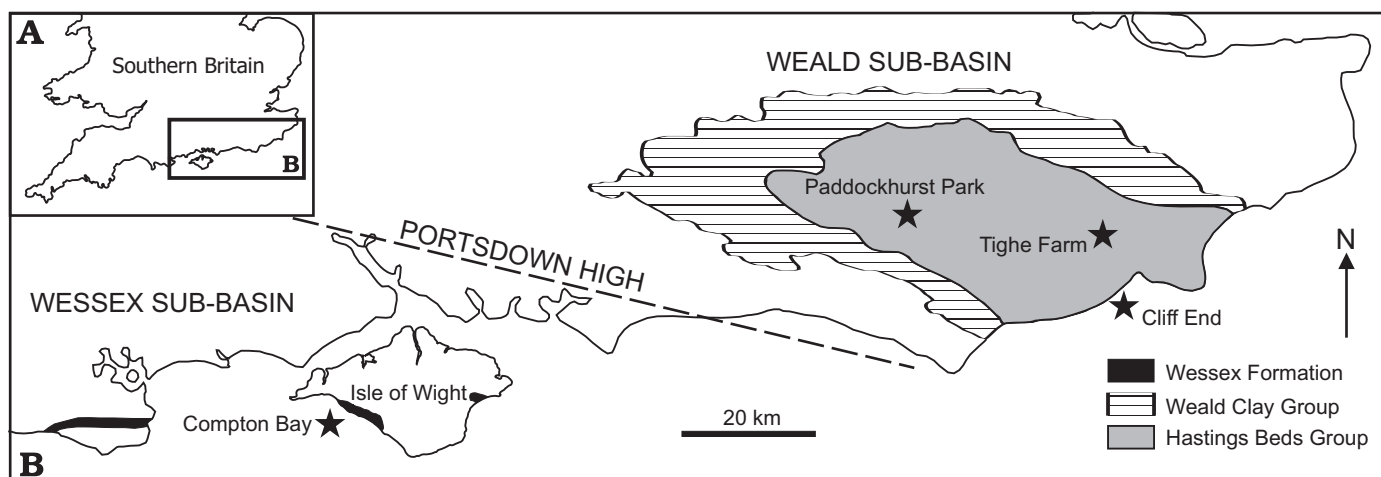 A
Southern Britain
B
WEALD SUB-BASIN
Paddockhurst Park
Tighe Farm
PORTSDOWN HIGH
N
WESSEX SUB-BASIN
Cliff End
Isle of Wight
Compton Bay
20 km
Wessex Formation
Weald Clay Group
Hastings Beds Group
B